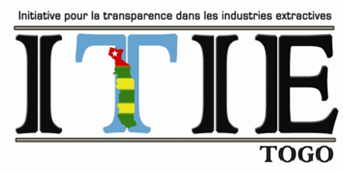 Initiative pour la transparence dans les industries extractives
ITIE
TOGO